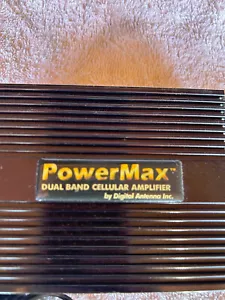 PowerMax™
DUAL BAND CELLULAR AMPLIFIER
by Digital Antenna Inc.